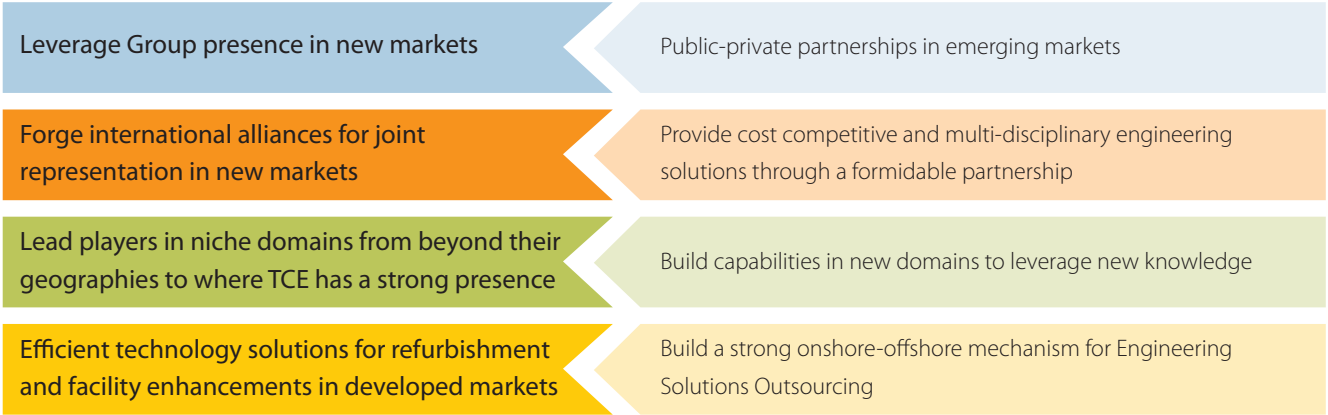 Leverage Group presence in new markets
Public-private partnerships in emerging markets
Forge international alliances for joint
representation in new markets
Provide cost competitive and multi-disciplinary engineering
solutions through a formidable partnership
Lead players in niche domains from beyond their
geographies to where TCE has a strong presence
Build capabilities in new domains to leverage new knowledge
Efficient technology solutions for refurbishment
and facility enhancements in developed markets
Build a strong onshore-offshore mechanism for Engineering
Solutions Outsourcing